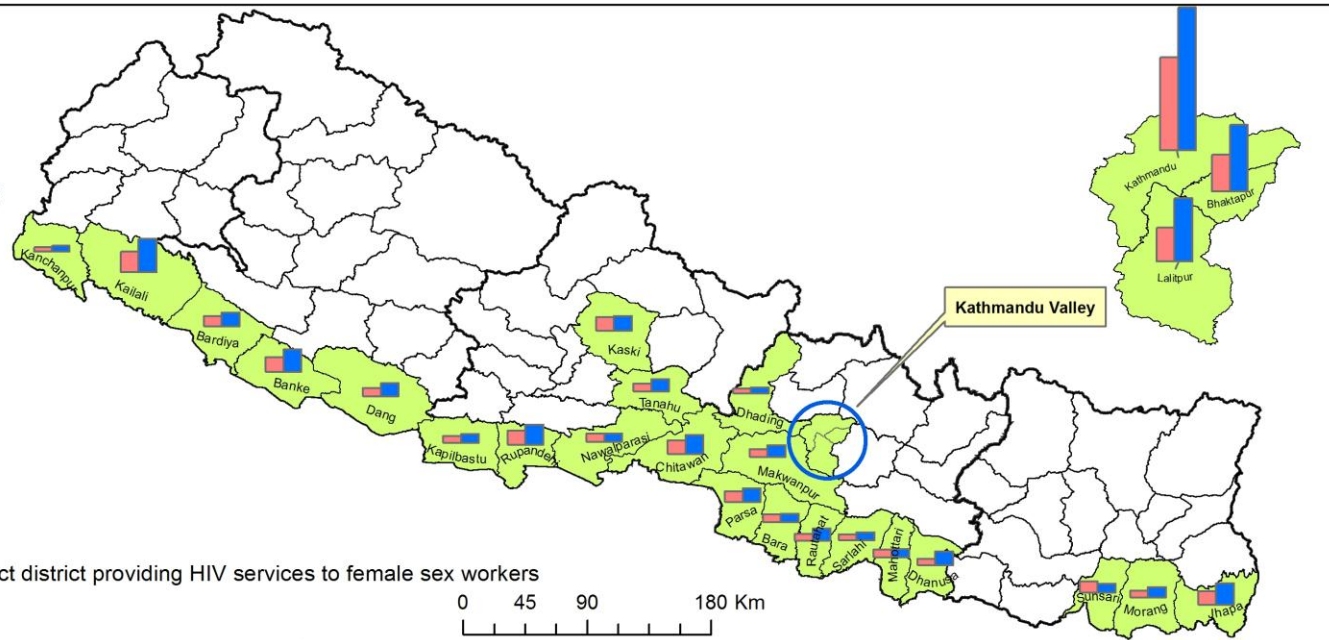 Kathmandu
Bhaktapur
Lalitpur
Kanchanpu
Kailali
Bardiya
Banke
Dang
Kaski
Tanahu
Dhading
Kathmandu Valley
Kapilbastu
Rupandeh
Nawalparasi
Chitawan
Makwanpur
Parsa
Bara
Rautahat
Sarlahi
Mahottari
Dhanusa
Sunsari
Morang
Jhapa
ct district providing HIV services to female sex workers
0 45 90 180 Km